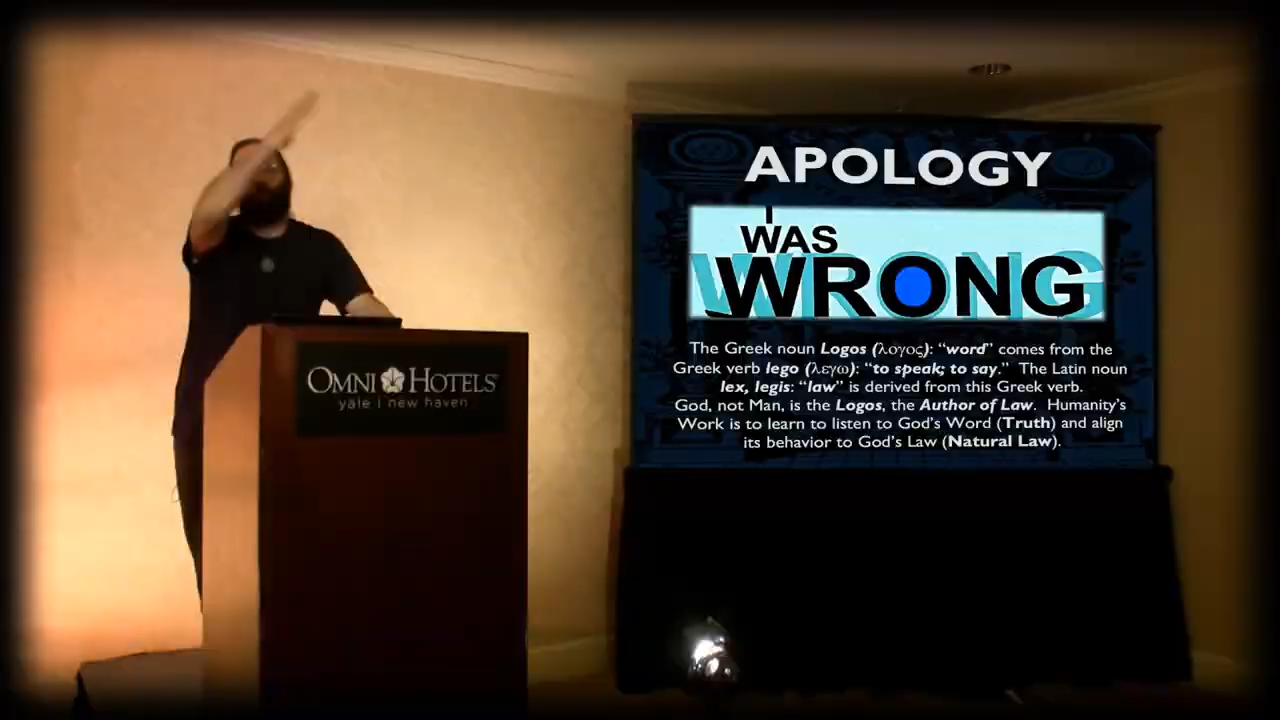 OMNI HOTELS
yale | new haven
APOLOGY
I
WAS
WRONG
The Greek noun Logos (λογος): “word” comes from the
Greek verb lego (λεγω): “to speak; to say.” The Latin noun
lex, legis: “law” is derived from this Greek verb.
God, not Man, is the Logos, the Author of Law. Humanity’s
Work is to learn to listen to God’s Word (Truth) and align
its behavior to God’s Law (Natural Law).